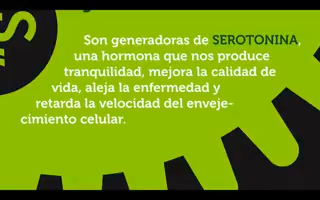 Son generadoras de SEROTONINA,
una hormona que nos produce
tranquilidad, mejora la calidad de
vida, aleja la enfermedad y
retarda la velocidad del enveje-
cimiento celular.